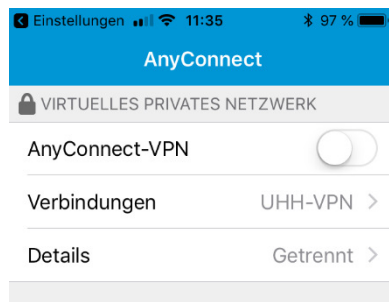 Einstellungen 11:35 97 %
AnyConnect
VIRTUELLES PRIVATES NETZWERK
AnyConnect-VPN
Verbindungen UHH-VPN
Details Getrennt